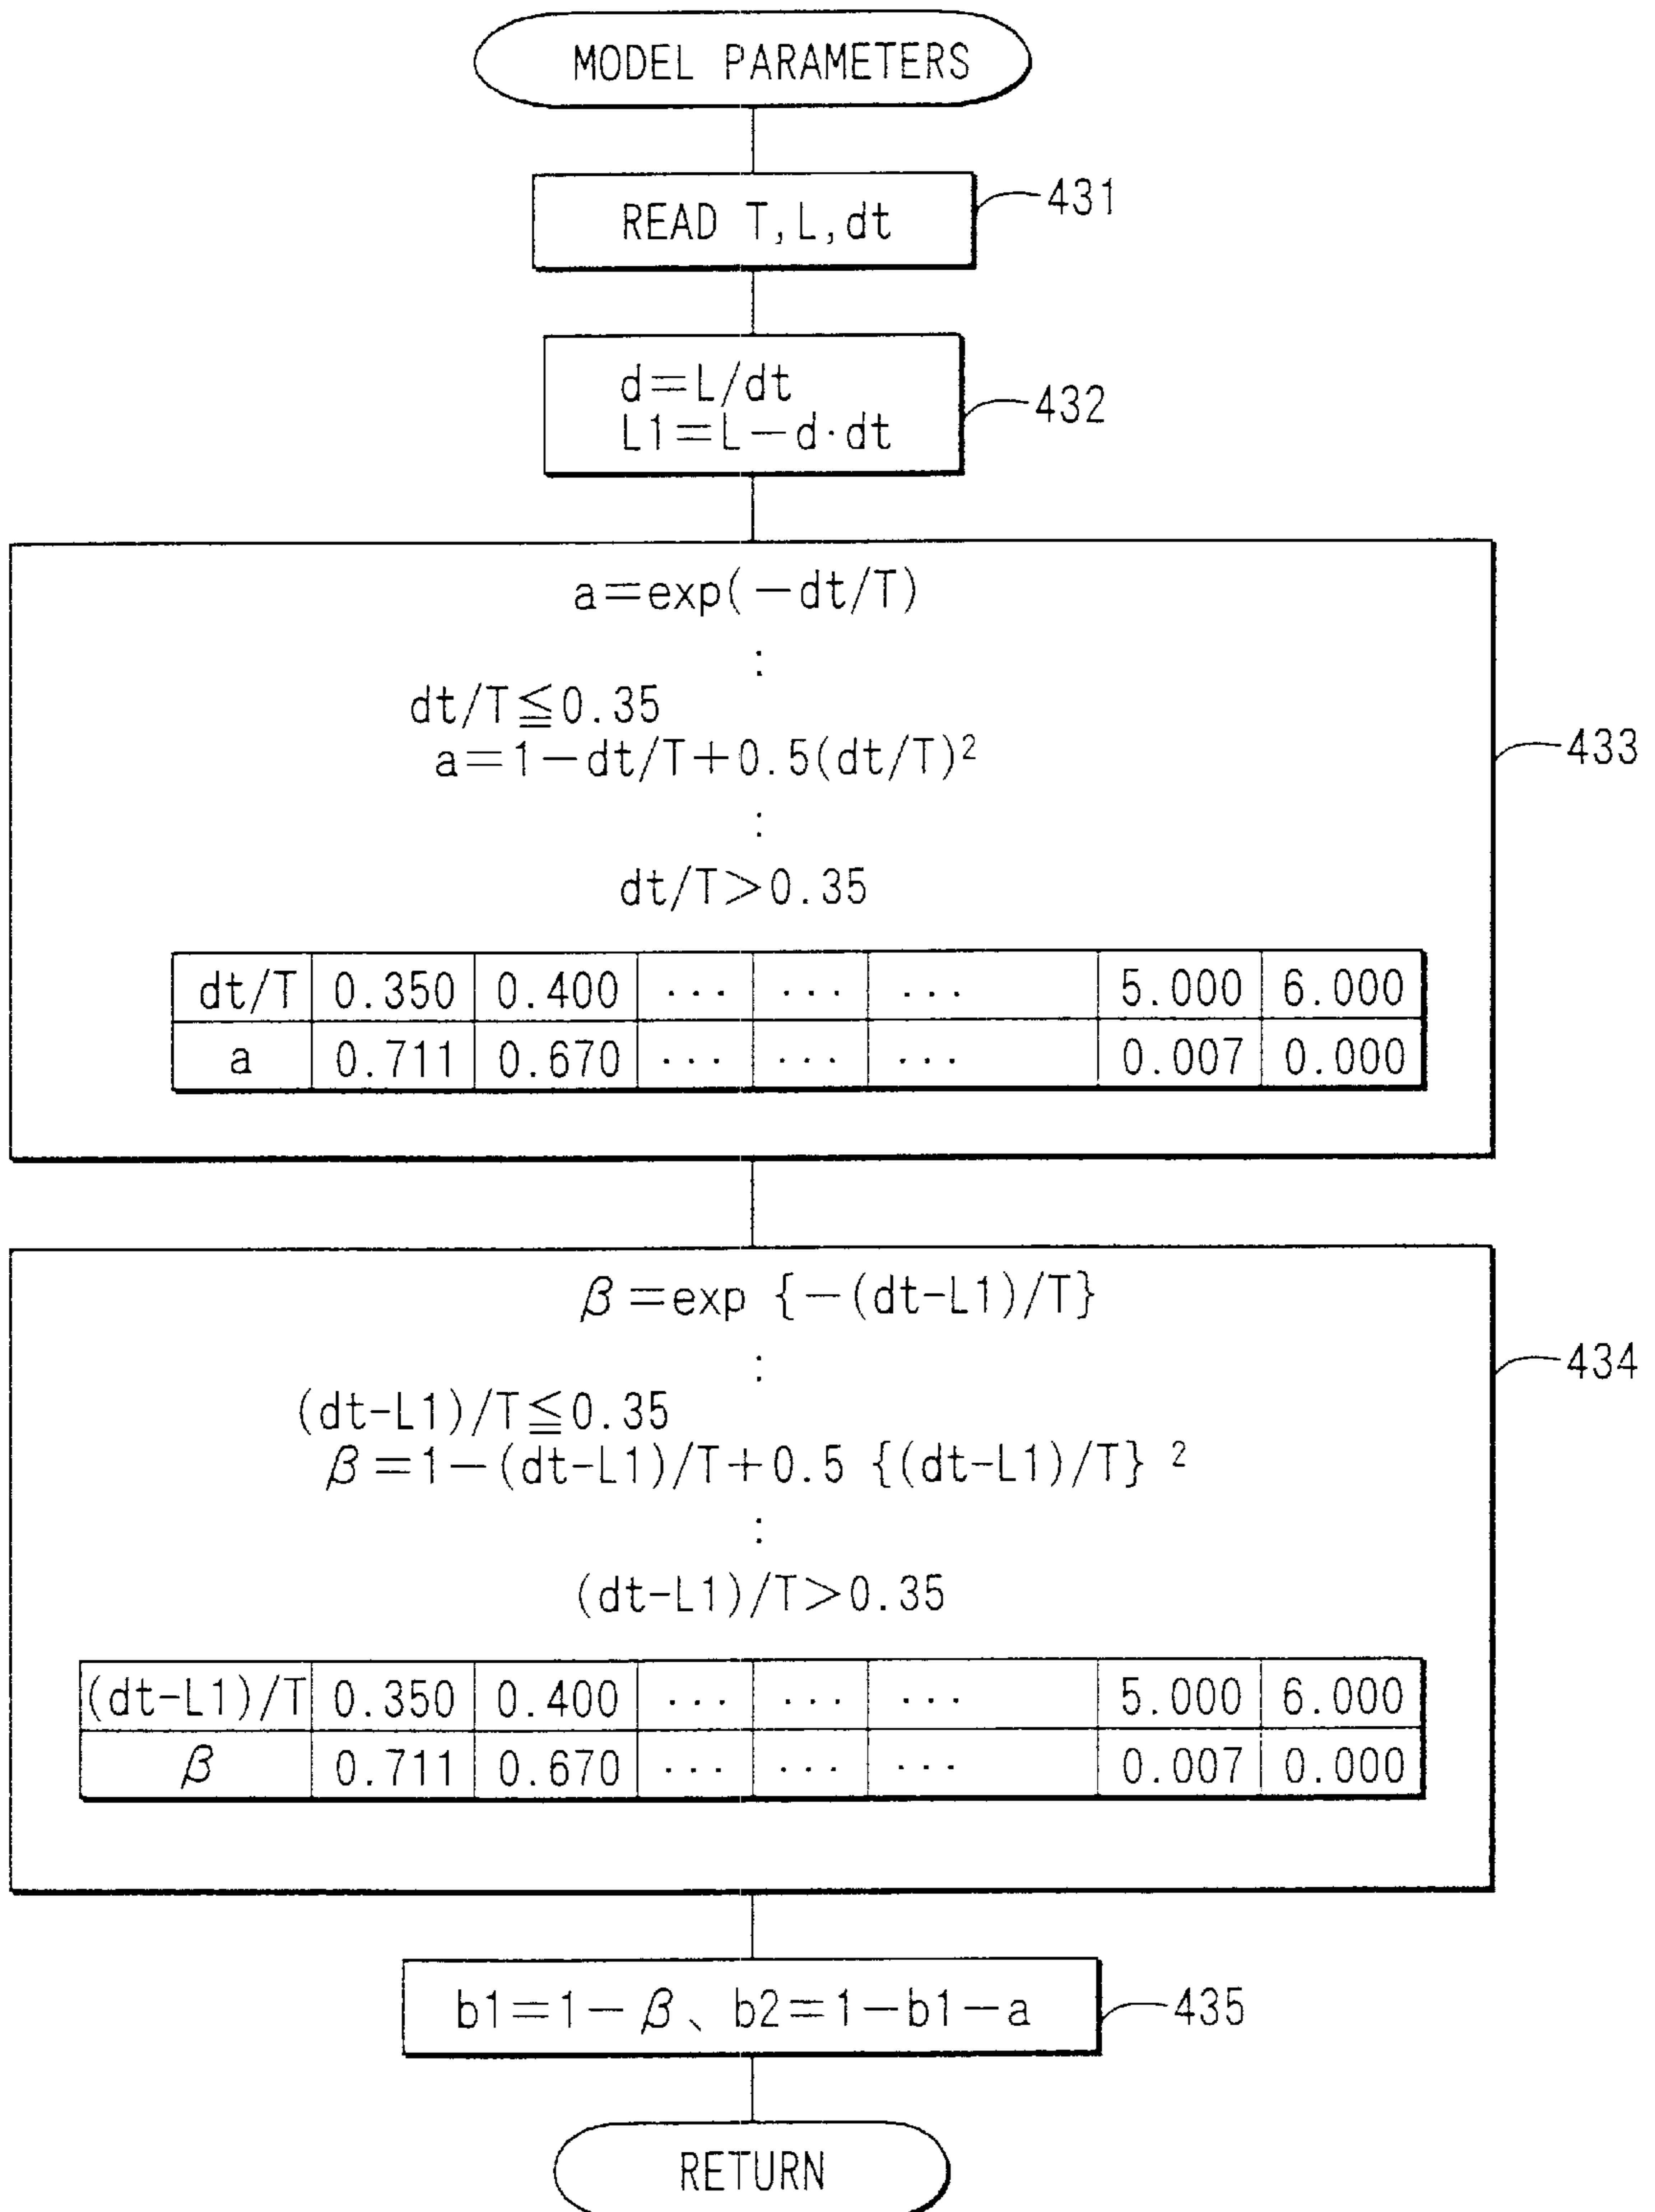 MODEL PARAMETERS
READ T, L, dt
431
d=L/dt
L1=L-d·dt
432
a=exp(-dt/T)
:
dt/T≦0.35
a=1-dt/T+0.5(dt/T)²
:
dt/T>0.35
433
dt/T 0.350 0.400 ... ... ... 5.000 6.000
a 0.711 0.670 ... ... ... 0.007 0.000
β=exp {-(dt-L1)/T}
:
(dt-L1)/T≦0.35
β=1-(dt-L1)/T+0.5 {(dt-L1)/T} ²
:
(dt-L1)/T>0.35
434
(dt-L1)/T 0.350 0.400 ... ... ... 5.000 6.000
β 0.711 0.670 ... ... ... 0.007 0.000
b1=1-β、b2=1-b1-a
435
RETURN